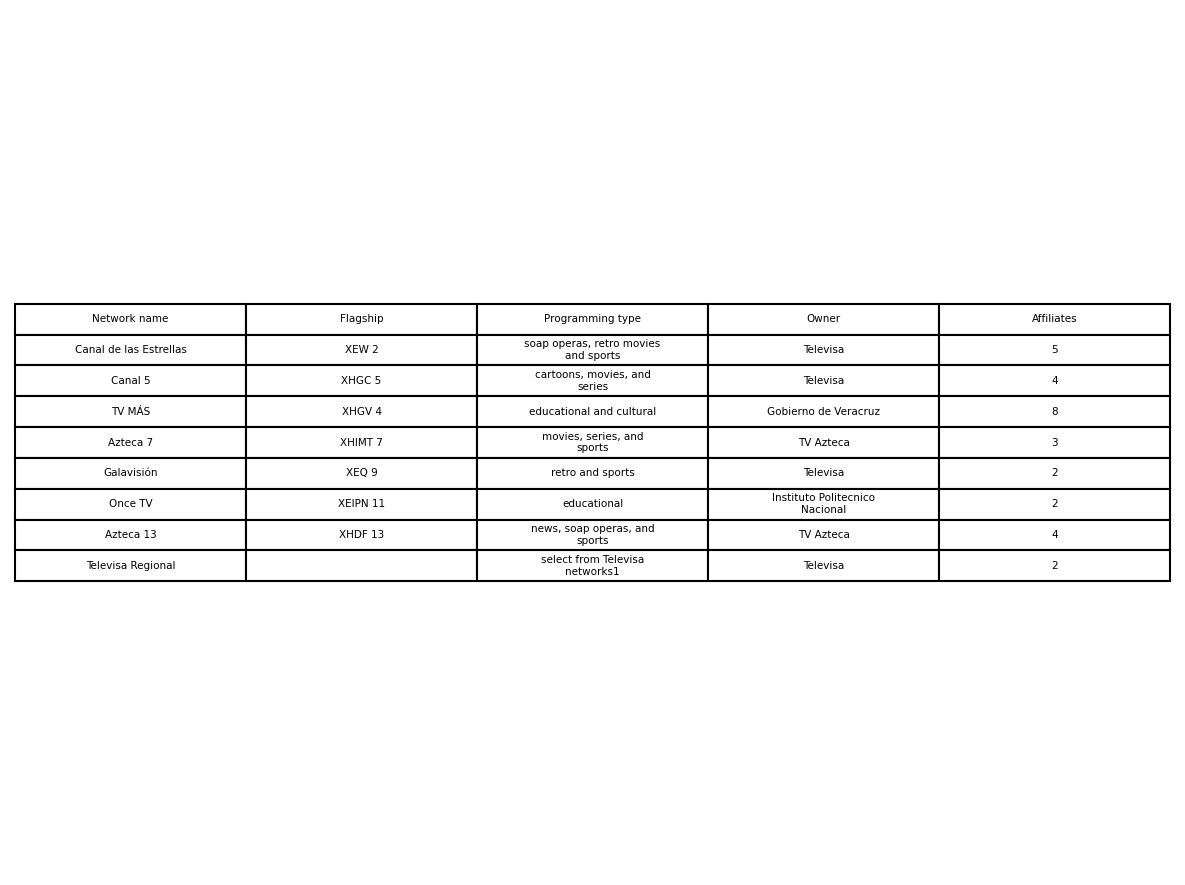 Network name Flagship Programming type Owner Affiliates
Canal de las Estrellas XEW 2 soap operas, retro movies and sports Televisa 5
Canal 5 XHGC 5 cartoons, movies, and series Televisa 4
TV MÁS XHGV 4 educational and cultural Gobierno de Veracruz 8
Azteca 7 XHIMT 7 movies, series, and sports TV Azteca 3
Galavisión XEQ 9 retro and sports Televisa 2
Once TV XEIPN 11 educational Instituto Politecnico Nacional 2
Azteca 13 XHDF 13 news, soap operas, and sports TV Azteca 4
Televisa Regional select from Televisa networks1 Televisa 2